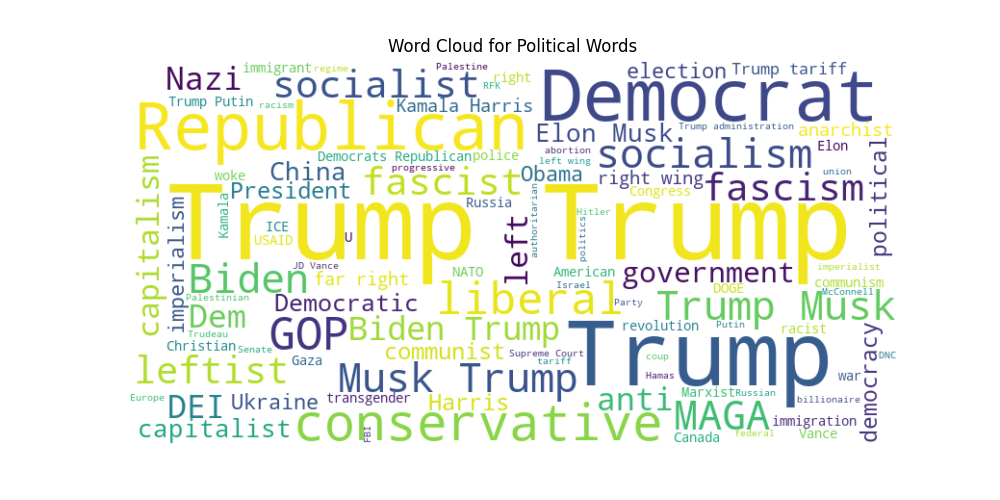 Word Cloud for Political Words
Nazi
immigrant
regime
socialist
Palestine
RFK
right
Democrat
election
Trump tariff
Trump Putin
racism
Kamala Harris
Republican
Elon Musk
Trump administration
anarchist
Elon
abortion
left wing
socialism
political
Democrats Republican
police
progressive
China
woke
President
fascist
Obama
right wing
Congress
union
fascism
capitalism
imperialism
Trump
Kamala
ICE
USAID
U
Russia
left
authoritarian
Trump
Hitler
politics
JD Vance
far right
NATO
American
Israel
government
DOGE
imperialist
communism
McConnell
Biden
Palestinian
Democratic
liberal
Party
Trump Musk
Dem
Trudeau
GOP
Biden Trump
Trump
revolution
Putin
racist
democracy
Christian
Senate
Gaza
communist
Supreme Court
tariff
coup
DNC
leftist
Musk Trump
Hamas
war
Europe
DEI
Ukraine
transgender
Harris
anti
Marxist
Russian
billionaire
MAGA
immigration
capitalist
conservative
FBI
Canada
federal
Vance